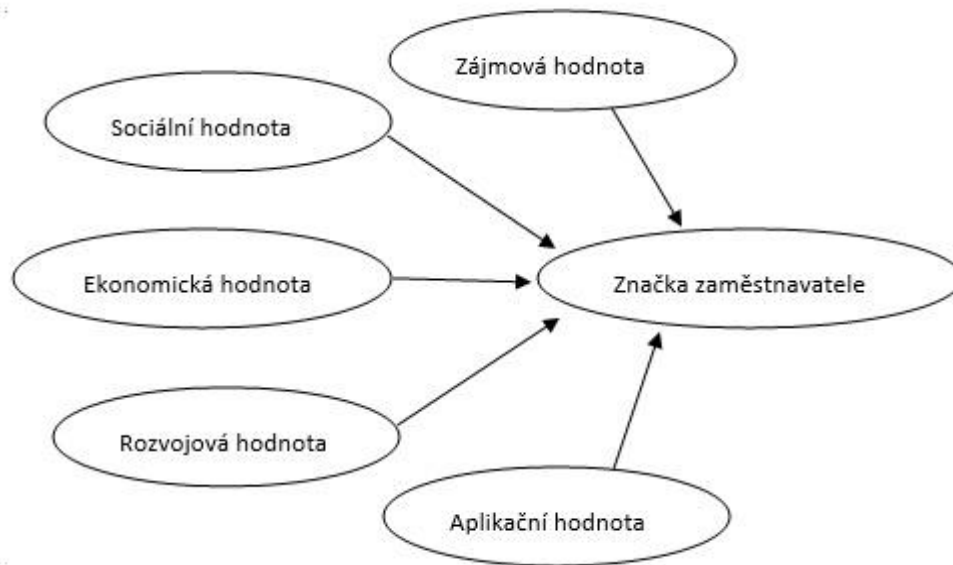 Zájmová hodnota
Sociální hodnota
Ekonomická hodnota
Značka zaměstnavatele
Rozvojová hodnota
Aplikační hodnota